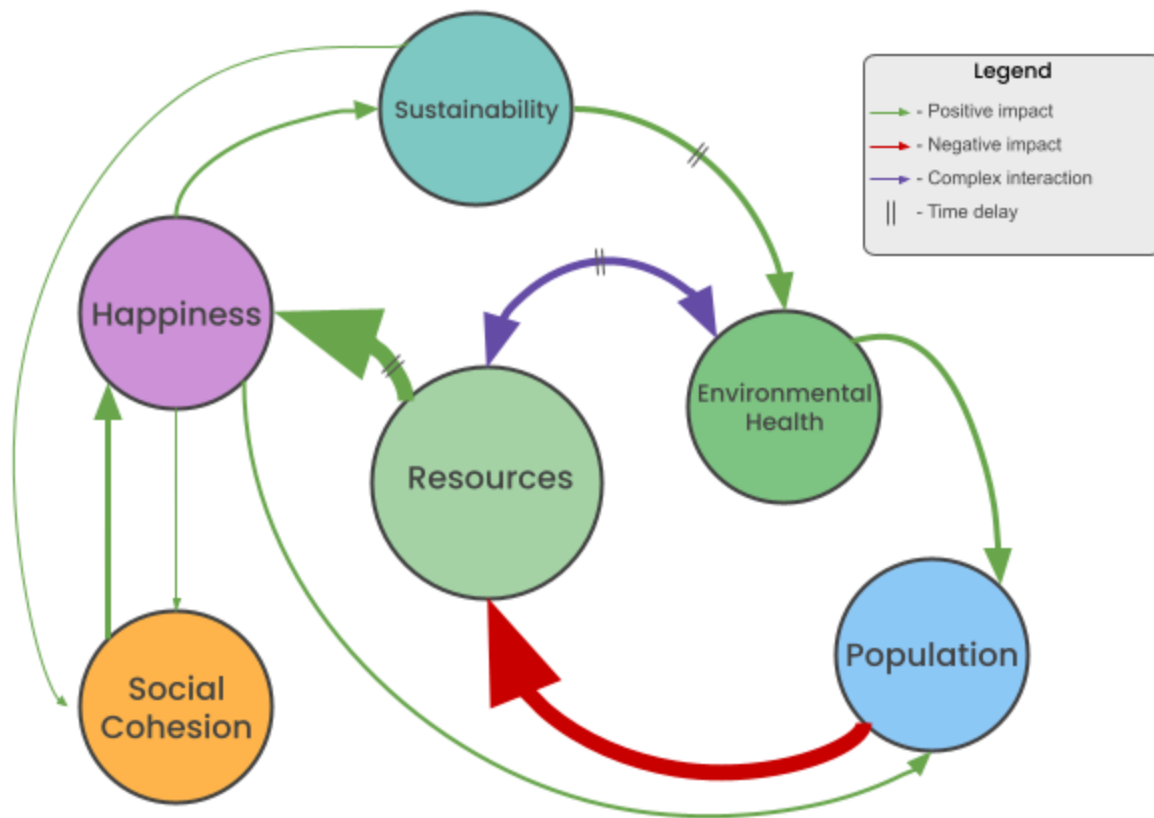 Sustainability
Legend
- Positive impact
- Negative impact
- Complex interaction
- Time delay
Happiness
Environmental
Health
Resources
Population
Social
Cohesion